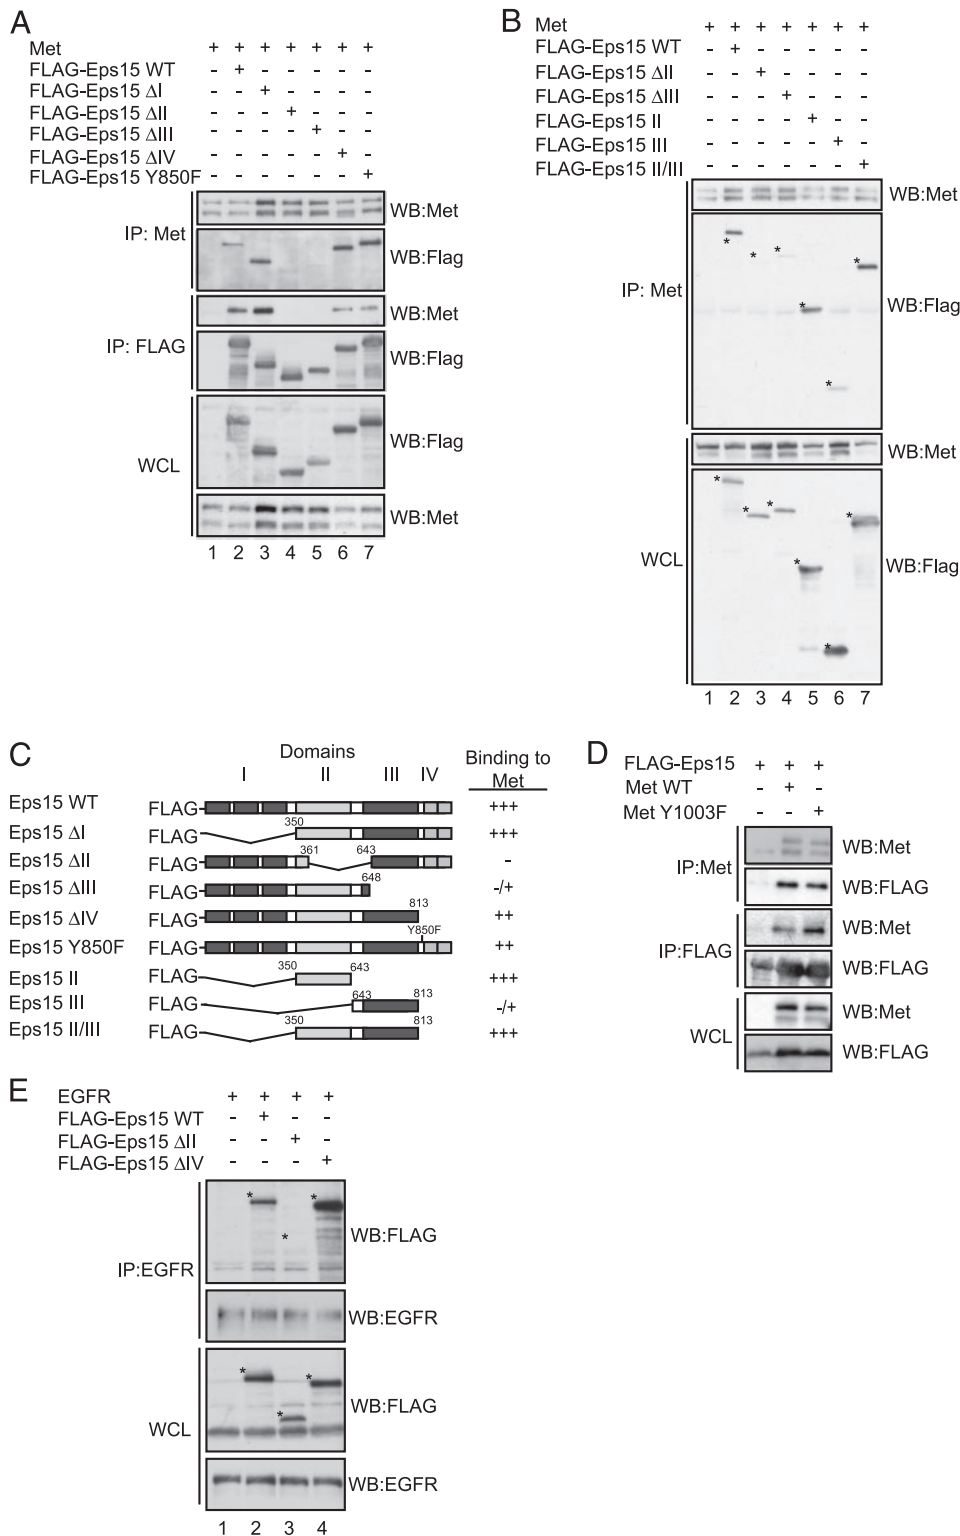 A
Met + + + + + + +
FLAG-Eps15 WT - + - - - - -
FLAG-Eps15 ΔI - - + - - - -
FLAG-Eps15 ΔII - - - + - - -
FLAG-Eps15 ΔIII - - - - + - -
FLAG-Eps15 ΔIV - - - - - + -
FLAG-Eps15 Y850F - - - - - - +
IP: Met
WB:Met
WB:Flag
IP: FLAG
WB:Met
WB:Flag
WCL
WB:Flag
WB:Met
1 2 3 4 5 6 7
B
Met + + + + + + +
FLAG-Eps15 WT - + - - - - -
FLAG-Eps15 ΔII - - + - - - -
FLAG-Eps15 ΔIII - - - + - - -
FLAG-Eps15 II - - - - + - -
FLAG-Eps15 III - - - - - + -
FLAG-Eps15 II/III - - - - - - +
IP: Met
WB:Met
* * * * * *
WB:Flag
WCL
WB:Met
* * * * * *
WB:Flag
1 2 3 4 5 6 7
C
Domains
I II III IV
Binding to
Met
Eps15 WT FLAG +++
Eps15 ΔI FLAG 350 +++
Eps15 ΔII FLAG 361 643 -
Eps15 ΔIII FLAG 648 -/+
Eps15 ΔIV FLAG 813 ++
Eps15 Y850F FLAG Y850F ++
Eps15 II FLAG 350 643 +++
Eps15 III FLAG 643 813 -/+
Eps15 II/III FLAG 350 813 +++
D
FLAG-Eps15 + + +
Met WT - + -
Met Y1003F - - +
IP:Met
WB:Met
WB:FLAG
IP:FLAG
WB:Met
WB:FLAG
WCL
WB:Met
WB:FLAG
E
EGFR + + + +
FLAG-Eps15 WT - + - -
FLAG-Eps15 ΔII - - + -
FLAG-Eps15 ΔIV - - - +
IP:EGFR
* * *
WB:FLAG
WB:EGFR
WCL
* * *
WB:FLAG
WB:EGFR
1 2 3 4